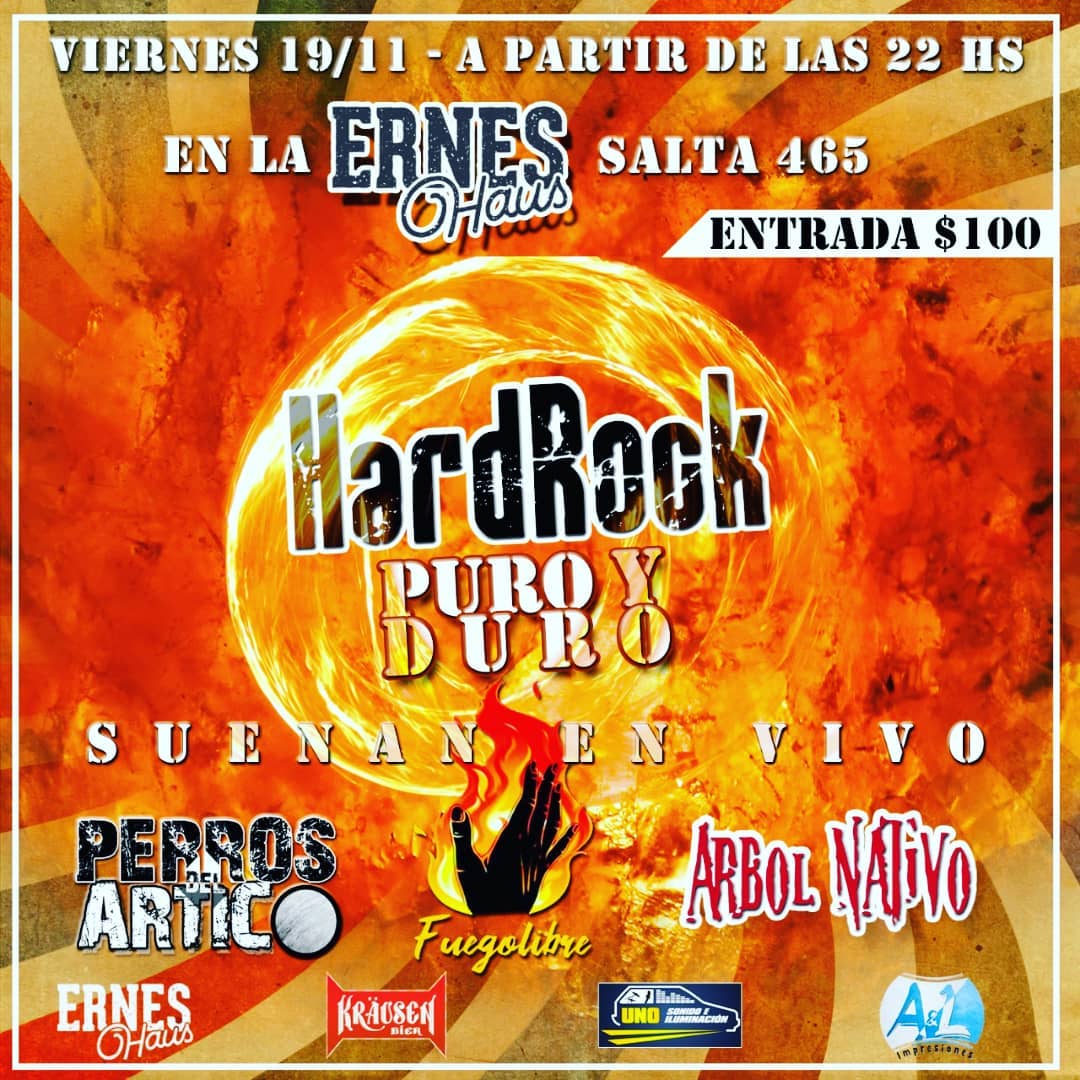 VIERNES 19/11 - A PARTIR DE LAS 22 HS
EN LA ERNES Haus SALTA 465
ENTRADA $100
HardRock
PURO Y
DURO
SUENAN EN VIVO
PERROS
DEL
ARTICO
Fuegolibre
ARBOL NATIVO
ERNES
Haus
KRÄUSEN
BIER
UNO SONIDO E
ILUMINACIÓN
A&L
Impresiones